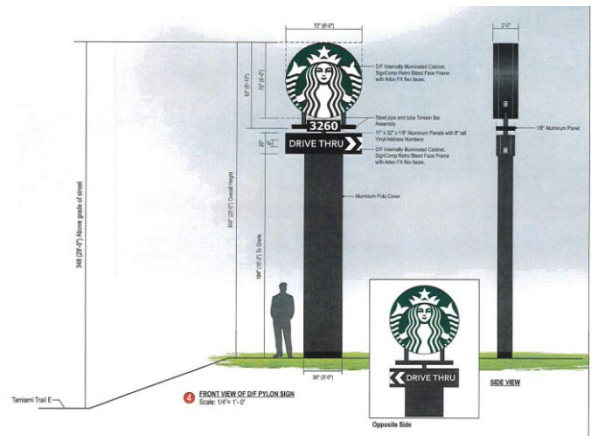 72" (6'-0")
2'-6"
D/F Internally Illuminated Cabinet.
SignComp Retro Bleed Face Frame
with Arlon FX flex faces.
72" (6'-0")
Steel pipe and tube Torsion Bar
Assembly
3260
11" x 32" x 1/8" Aluminum Panels with 8" tall
Vinyl Address Numbers.
1/8" Aluminum Panel
DRIVE THRU
20"
D/F Internally Illuminated Cabinet.
SignComp Retro Bleed Face Frame
with Arlon FX flex faces.
Aluminum Pole Cover
348 (29'-0") Above grade of street
300" (25'-0") Overall Height
To Grade
36" (3'-0")
DRIVE THRU
Tamiami Trail E
4
FRONT VIEW OF D/F PYLON SIGN
Scale: 1/4"= 1'- 0"
SIDE VIEW
Opposite Side